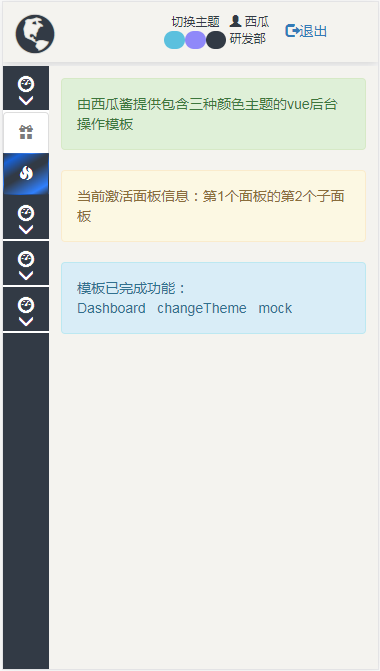 切换主题
西瓜
研发部
退出
由西瓜酱提供包含三种颜色主题的vue后台
操作模板
当前激活面板信息：第1个面板的第2个子面
板
模板已完成功能：
Dashboard changeTheme mock